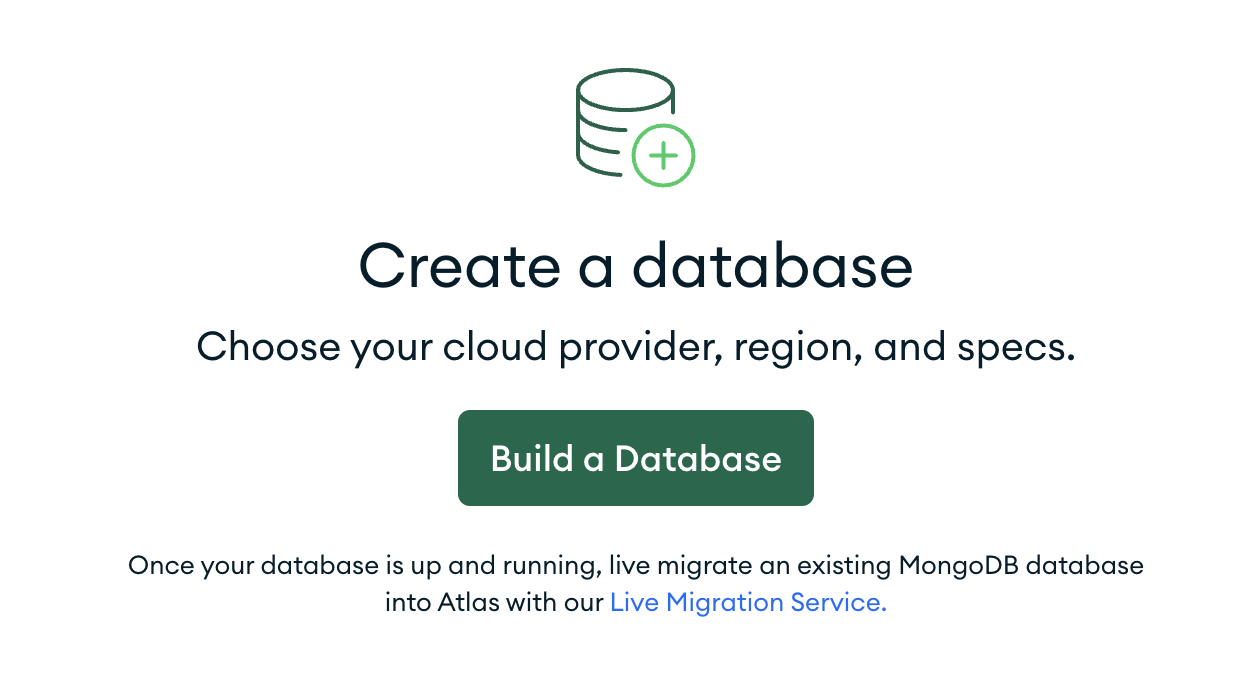 Create a database
Choose your cloud provider, region, and specs.
Build a Database
Once your database is up and running, live migrate an existing MongoDB database
into Atlas with our Live Migration Service.